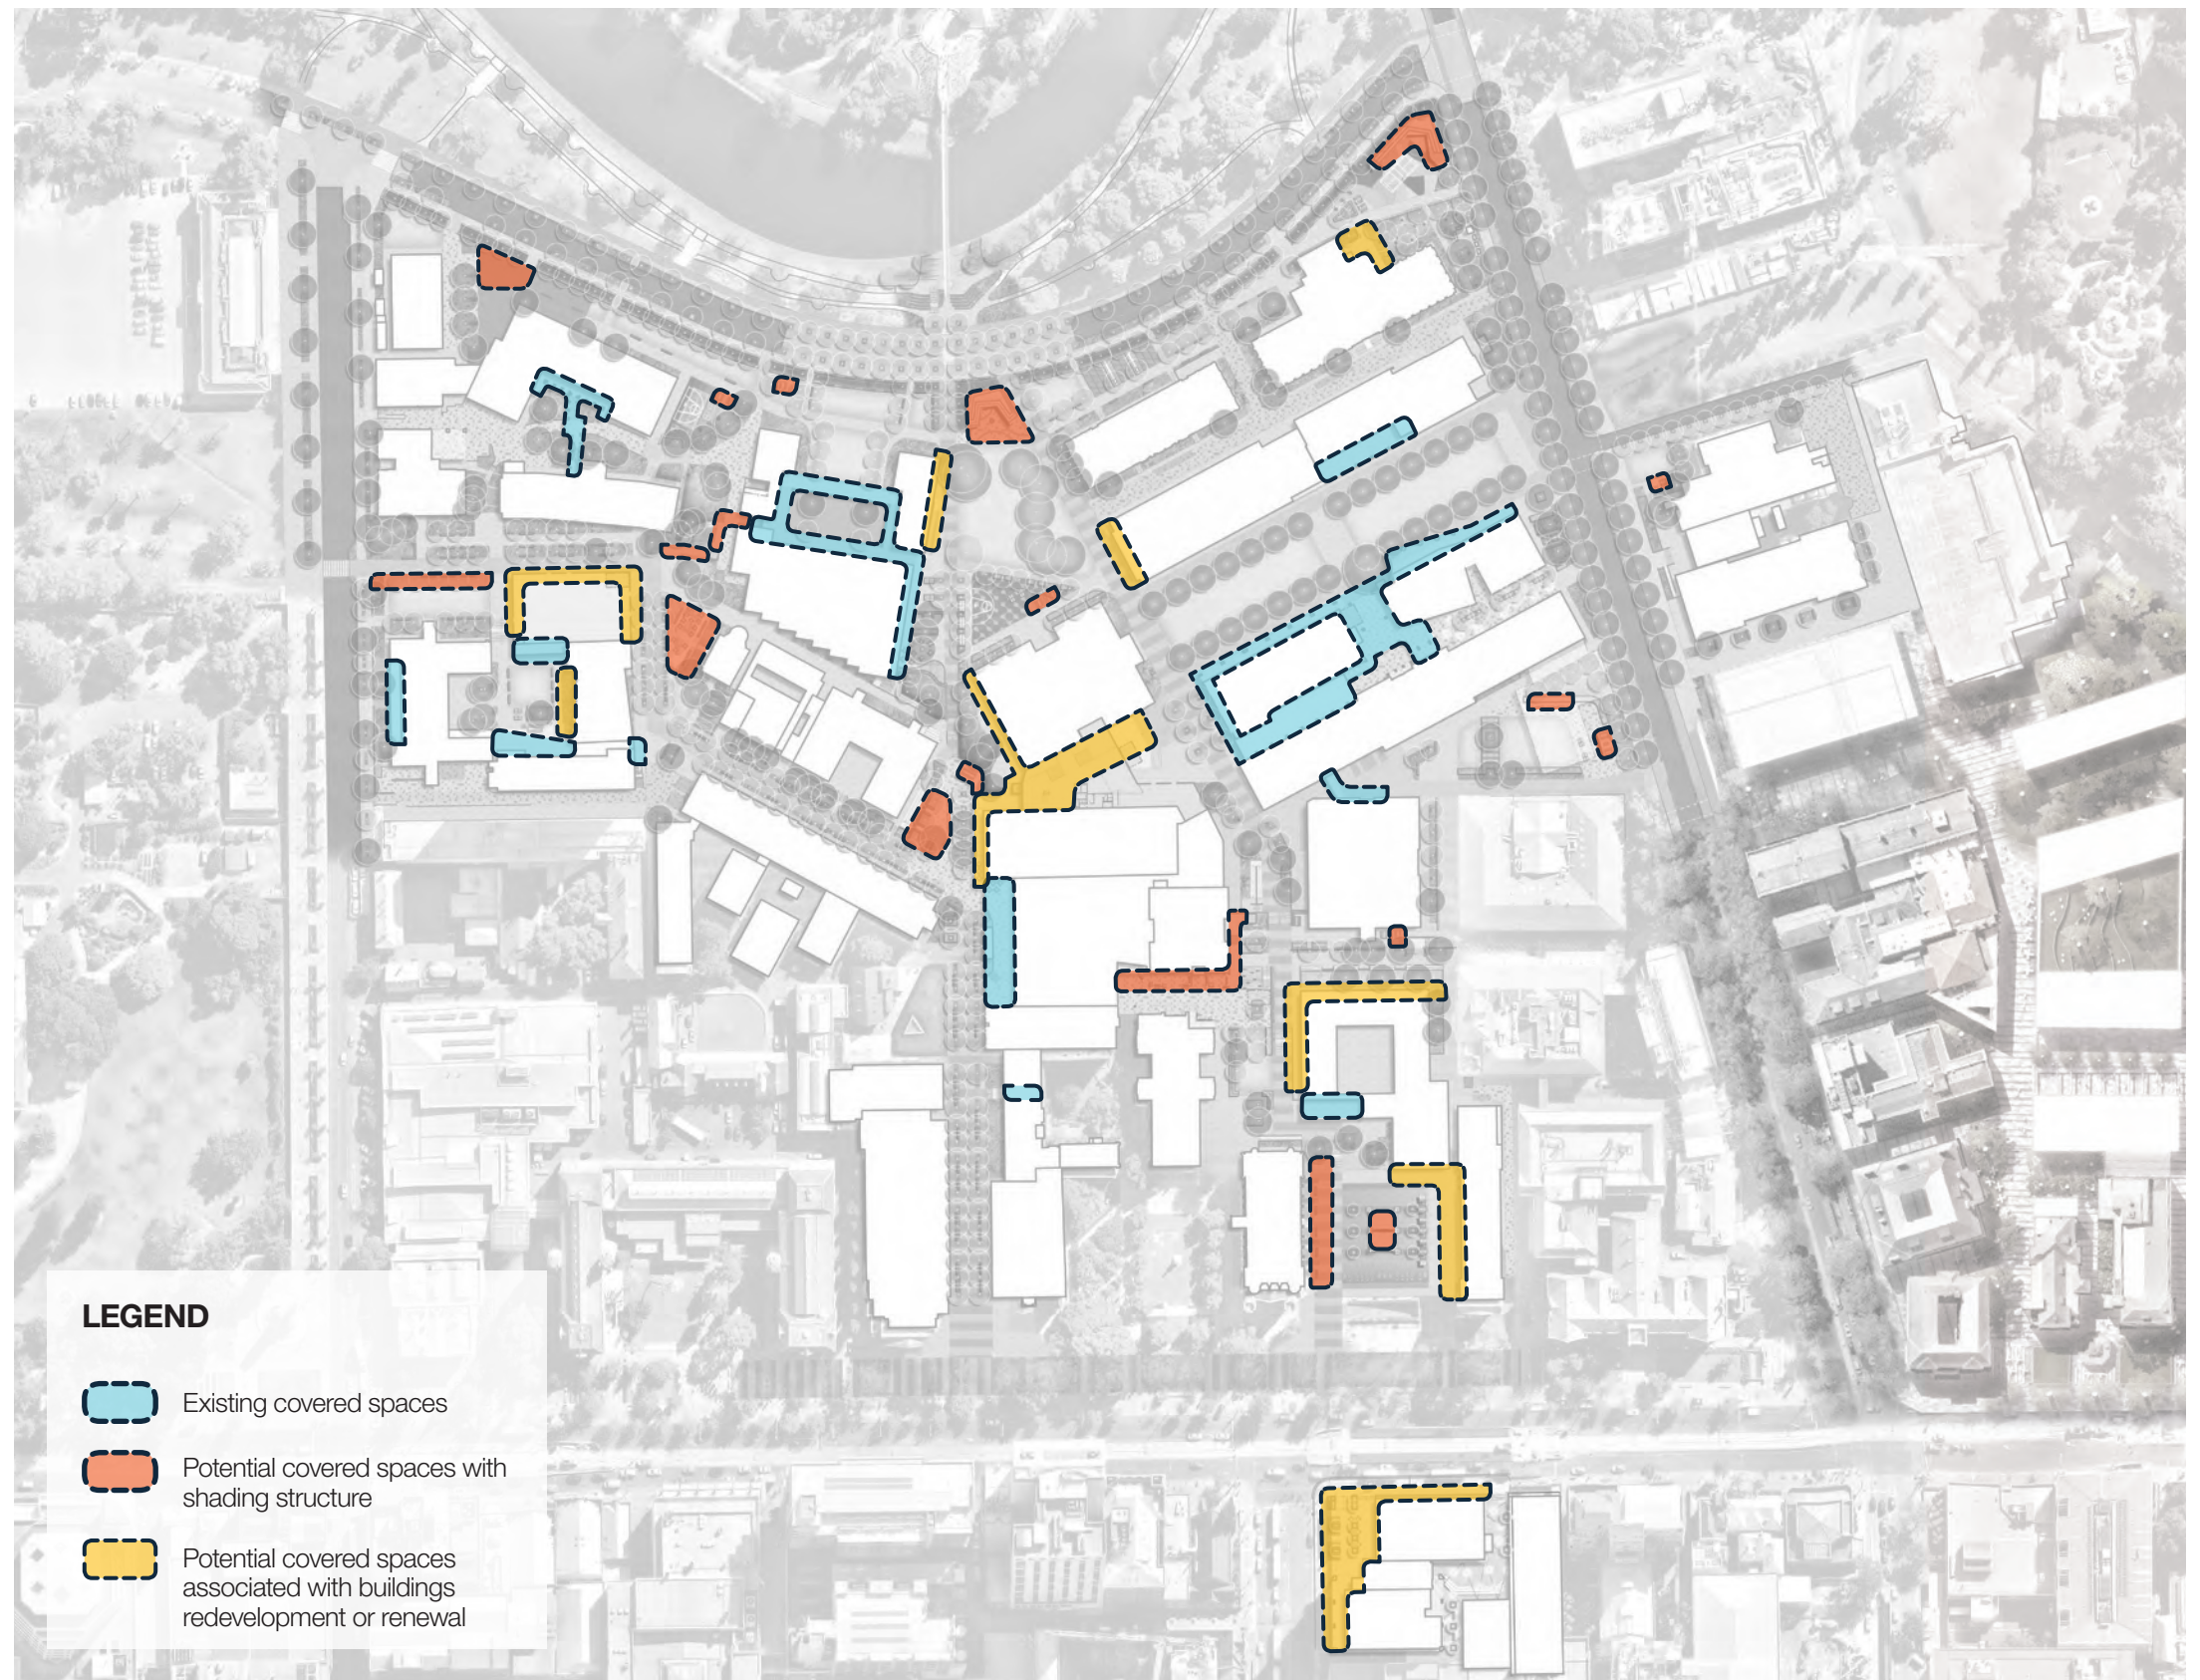 LEGEND
Existing covered spaces
Potential covered spaces with
shading structure
Potential covered spaces
associated with buildings
redevelopment or renewal